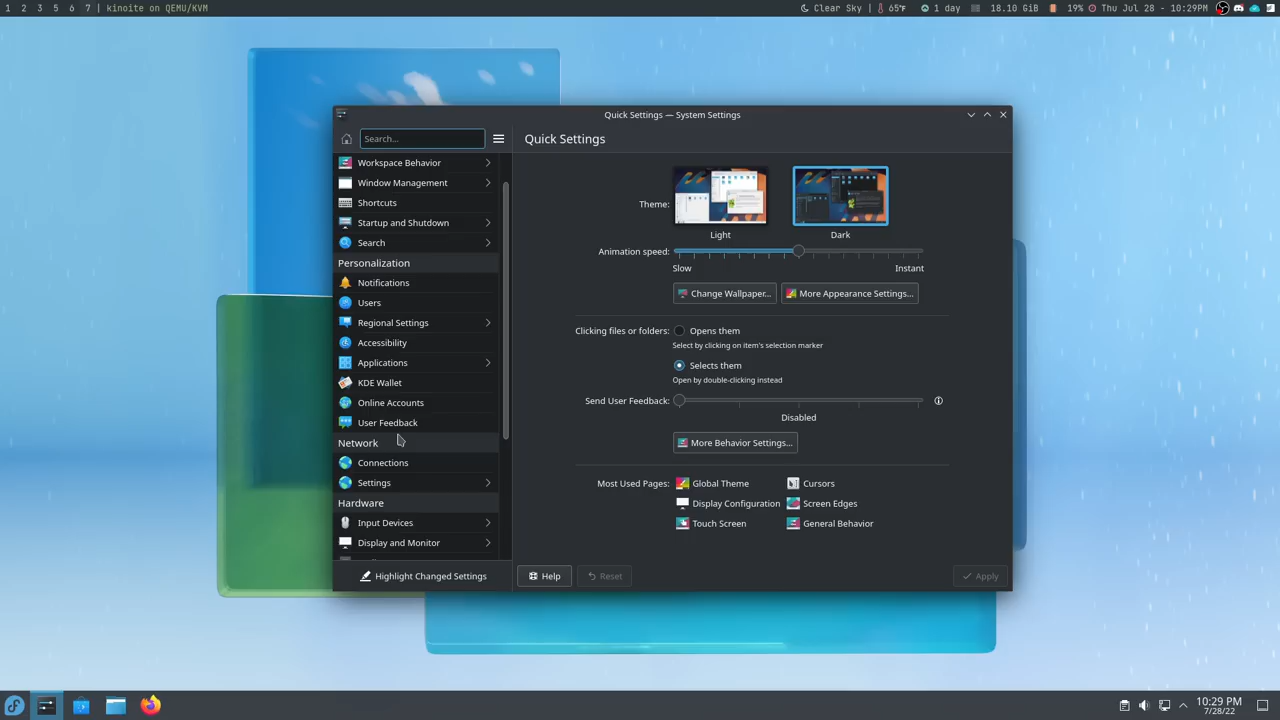 1 2 3 4 5 6 7 | kinoite on QEMU/KVM
Clear Sky | 65°F 1 day 18.10 GiB 19% Thu Jul 28 - 10:29PM
Quick Settings — System Settings
Search...
Quick Settings
Workspace Behavior
Window Management
Shortcuts
Startup and Shutdown
Search
Personalization
Notifications
Users
Regional Settings
Accessibility
Applications
KDE Wallet
Online Accounts
User Feedback
Network
Connections
Settings
Hardware
Input Devices
Display and Monitor
Highlight Changed Settings
Theme:
Light Dark
Animation speed:
Slow Instant
Change Wallpaper... More Appearance Settings...
Clicking files or folders: Opens them
Select by clicking on item's selection marker
Selects them
Open by double-clicking instead
Send User Feedback:
Disabled
More Behavior Settings...
Most Used Pages: Global Theme Cursors
Display Configuration Screen Edges
Touch Screen General Behavior
Help Reset Apply
10:29 PM
7/28/22